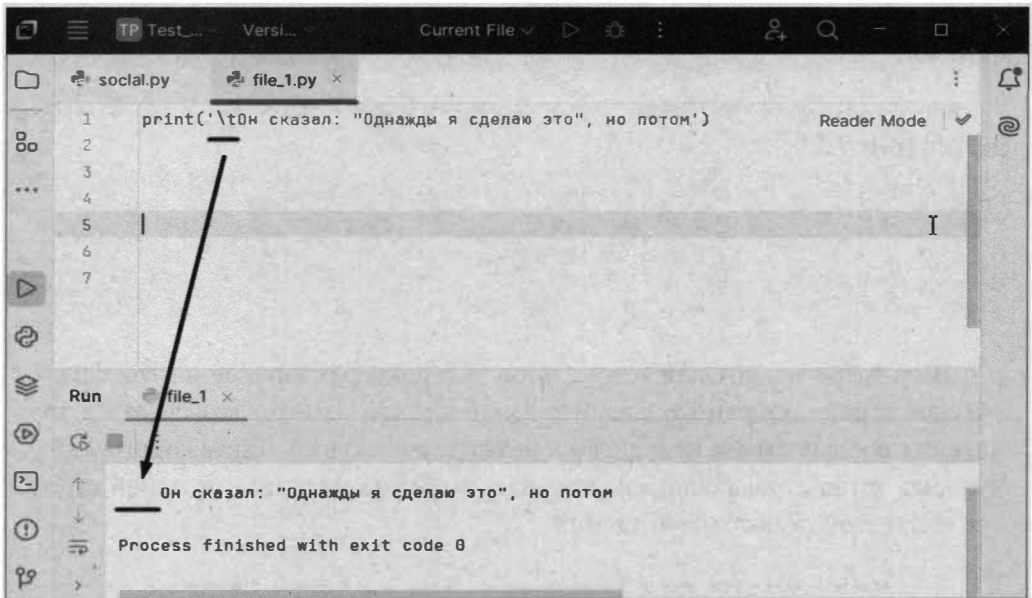 TP Test_... Versi... Current File
social.py file_1.py ×
1 print('\tОн сказал: "Однажды я сделаю это", но потом') Reader Mode
2
3
4
5
6
7
Run file_1 ×
Он сказал: "Однажды я сделаю это", но потом
Process finished with exit code 0